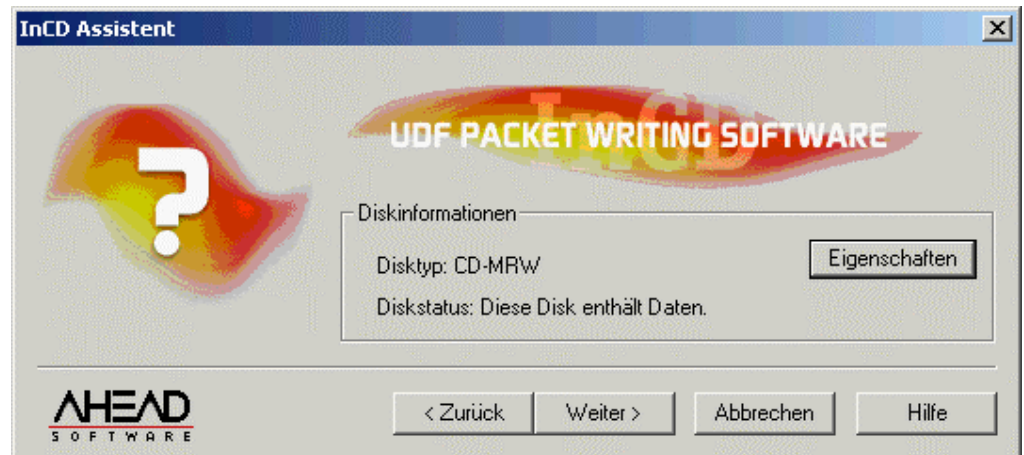 InCD Assistent
InCD
UDF PACKET WRITING SOFTWARE
?
Diskinformationen
Disktyp: CD-MRW
Eigenschaften
Diskstatus: Diese Disk enthält Daten.
AHEAD
SOFTWARE
< Zurück Weiter > Abbrechen Hilfe